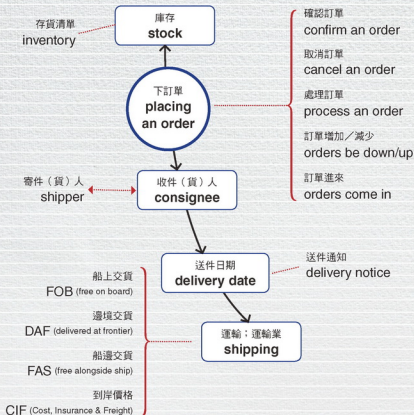 庫存
stock
存貨清單
inventory
下訂單
placing
an order
確認訂單
confirm an order
取消訂單
cancel an order
處理訂單
process an order
訂單增加／減少
orders be down/up
訂單進來
orders come in
寄件（貨）人
shipper
收件（貨）人
consignee
送件日期
delivery date
送件通知
delivery notice
船上交貨
FOB (free on board)
邊境交貨
DAF (delivered at frontier)
船邊交貨
FAS (free alongside ship)
到岸價格
CIF (Cost, Insurance & Freight)
運輸；運輸業
shipping